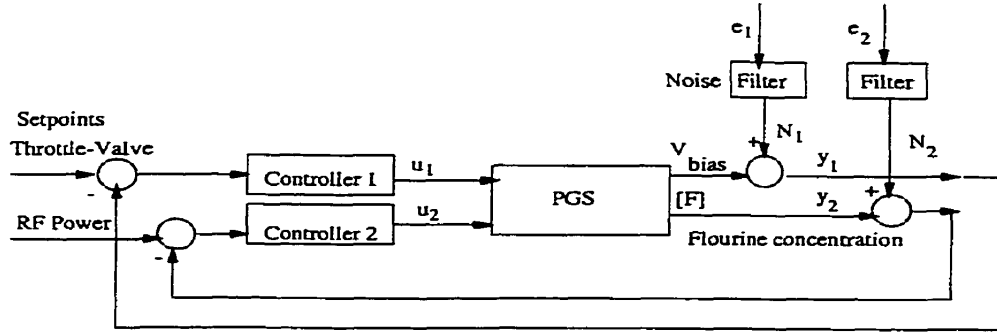 e1
e2
Noise
Filter
Filter
Setpoints
Throttle-Valve
N1
N2
+
V bias
y1
+
-
Controller 1
u1
PGS
[F]
y2
RF Power
Controller 2
u2
Flourine concentration
-